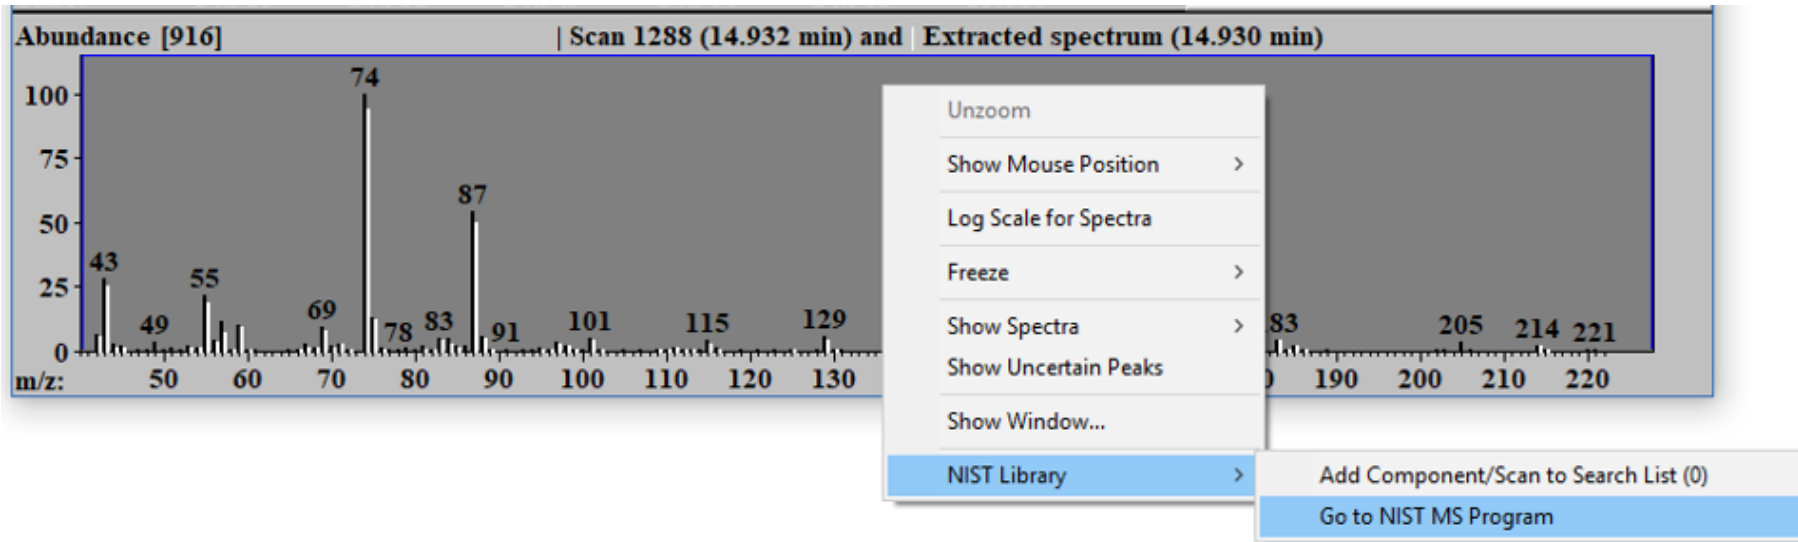 Abundance [916] | Scan 1288 (14.932 min) and | Extracted spectrum (14.930 min)
74
100
Unzoom
75
Show Mouse Position
87
50
Log Scale for Spectra
43
55
Freeze
25
69
49
78
83
91
101
115
129
Show Spectra
83
205
214
221
0
Show Uncertain Peaks
m/z: 50 60 70 80 90 100 110 120 130 190 200 210 220
Show Window...
NIST Library
Add Component/Scan to Search List (0)
Go to NIST MS Program